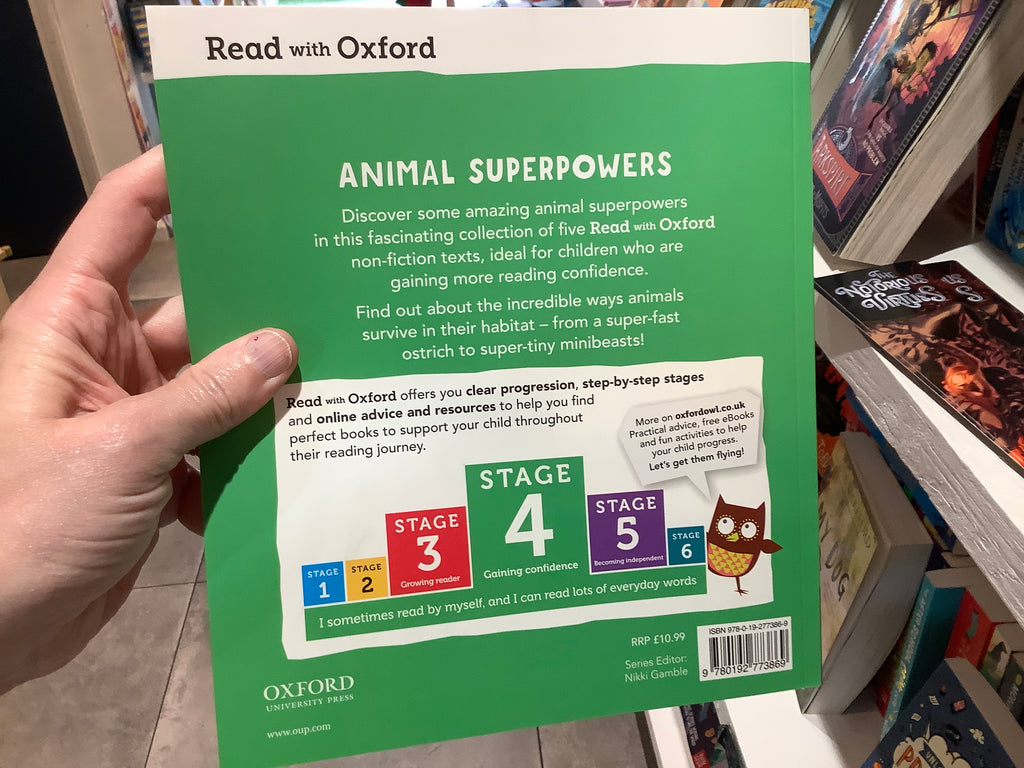 Read with Oxford
ANIMAL SUPERPOWERS
Discover some amazing animal superpowers
in this fascinating collection of five Read with Oxford
non-fiction texts, ideal for children who are
gaining more reading confidence.
Find out about the incredible ways animals
survive in their habitat – from a super-fast
ostrich to super-tiny minibeasts!
Read with Oxford offers you clear progression, step-by-step stages
and online advice and resources to help you find
perfect books to support your child throughout
their reading journey.
More on oxfordowl.co.uk
Practical advice, free eBooks
and fun activities to help
your child progress.
Let's get them flying!
STAGE
1
STAGE
2
STAGE
3
Growing reader
STAGE
4
Gaining confidence
STAGE
5
Becoming independent
STAGE
6
I sometimes read by myself, and I can read lots of everyday words
RRP £10.99
Series Editor:
Nikki Gamble
ISBN 978-0-19-277386-9
9 780192 773869
OXFORD
UNIVERSITY PRESS
www.oup.com
THE
NOTORIOUS